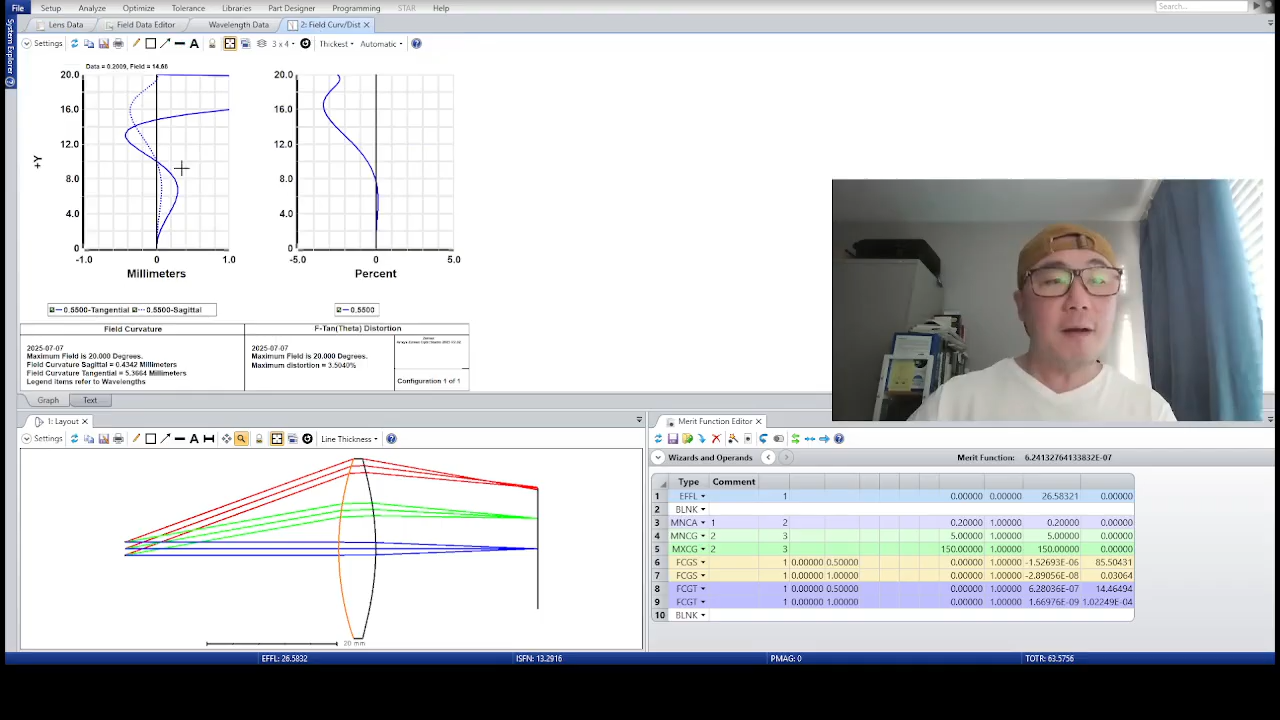 File Setup Analyze Optimize Tolerance Libraries Part Designer Programming STAR Help
Search...
System Explorer
Lens Data Field Data Editor Wavelength Data 2: Field Curv/Dist
Settings 3 x 4 Thickest Automatic
Data = 0.2009, Field = 14.66
20.0
16.0
12.0
8.0
4.0
0
+Y
-1.0 0 1.0
Millimeters
20.0
16.0
12.0
8.0
4.0
0
-5.0 0 5.0
Percent
0.5500-Tangential 0.5500-Sagittal
0.5500
Field Curvature
2025-07-07
Maximum Field is 20.000 Degrees.
Field Curvature Sagittal = 0.4342 Millimeters
Field Curvature Tangential = 5.3664 Millimeters
Legend items refer to Wavelengths
F-Tan(Theta) Distortion
2025-07-07
Maximum Field is 20.000 Degrees.
Maximum distortion = 3.5040%
Configuration 1 of 1
Graph Text
1: Layout
Settings Line Thickness
20 mm
Merit Function Editor
Wizards and Operands Merit Function: 6.24132764133832E-07
Type Comment
1 EFFL 1 0.00000 0.00000 26.58321 0.00000
2 BLNK
3 MNCA 1 2 0.20000 1.00000 0.20000 0.00000
4 MNCG 2 3 5.00000 1.00000 5.00000 0.00000
5 MXCG 2 3 150.00000 1.00000 150.00000 0.00000
6 FCGS 1 0.00000 0.50000 0.00000 1.00000 -1.52693E-06 85.50431
7 FCGS 1 0.00000 1.00000 0.00000 1.00000 -2.89056E-08 0.03064
8 FCGT 1 0.00000 0.50000 0.00000 1.00000 6.28036E-07 14.46494
9 FCGT 1 0.00000 1.00000 0.00000 1.00000 1.66976E-09 1.02249E-04
10 BLNK
EFFL: 26.5832 ISFN: 13.2916 PMAG: 0 TOTR: 63.5756